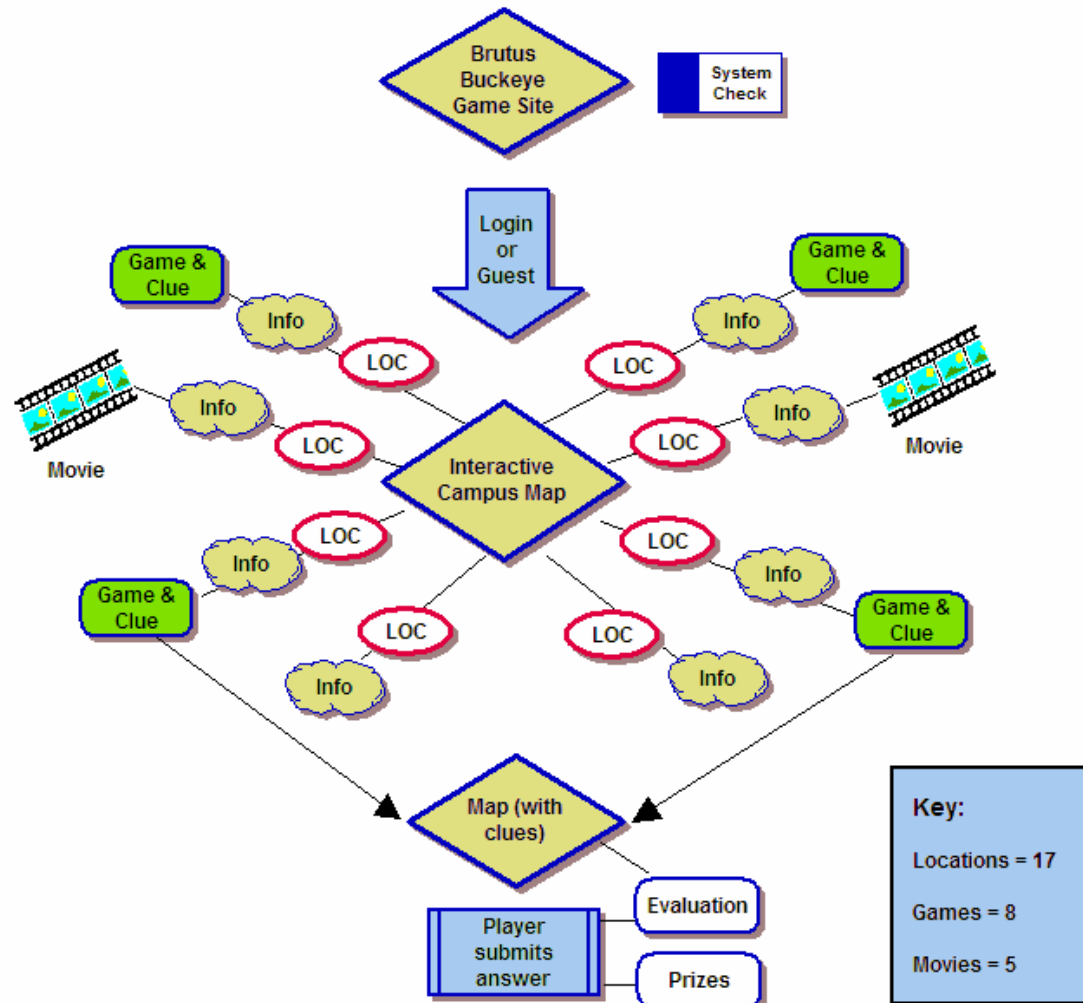 Brutus
Buckeye
Game Site
System
Check
Login
or
Guest
Game &
Clue
Info
LOC
Game &
Clue
Info
LOC
Movie
Info
LOC
Movie
Info
LOC
Interactive
Campus Map
LOC
Info
Game &
Clue
LOC
Info
Game &
Clue
LOC
Info
LOC
Info
Map (with
clues)
Evaluation
Player
submits
answer
Prizes
Key:
Locations = 17
Games = 8
Movies = 5